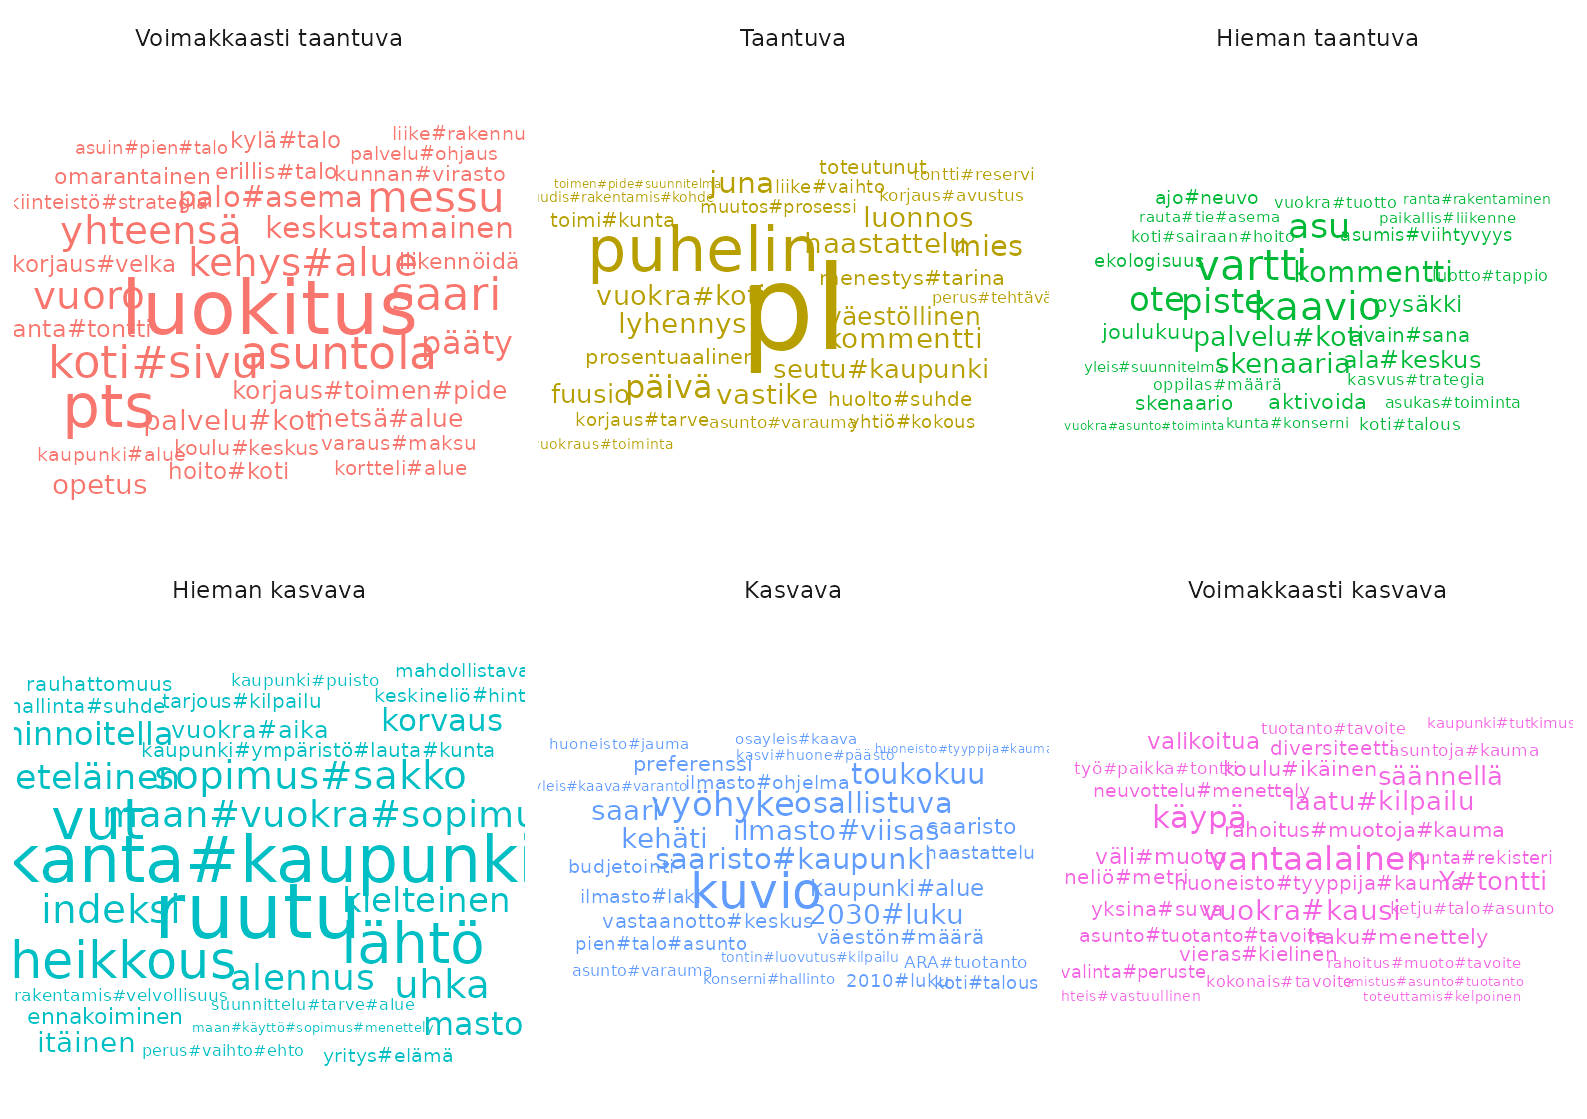 Voimakkaasti taantuva
asuin#pien#talo
kylä#talo
liike#rakennu
palvelu#ohjaus
omarantainen
erillis#talo
kunnan#virasto
kiinteistö#strategia
palo#asema
messu
yhteensä
keskustamainen
korjaus#velka
kehys#alue
liikennöidä
vuoro
luokitus
saari
anta#tontti
koti#sivu
asuntola
pääty
pts
korjaus#toimen#pide
palvelu#koti
metsä#alue
kaupunki#alue
koulu#keskus
varaus#maksu
hoito#koti
kortteli#alue
opetus
Taantuva
toteutunut
toimen#pide#suunnitelma
juna
liike#vaihto
tontti#reservi
uudis#rakentamis#kohde
korjaus#avustus
muutos#prosessi
toimi#kunta
luonnos
puhelin
haastattelu
mies
menestys#tarina
vuokra#koti
pl
perus#tehtävä
lyhennys
väestöllinen
kommentti
prosentuaalinen
seutu#kaupunki
fuusio
päivä
vastike
huolto#suhde
korjaus#tarve
asunto#varauma
yhtiö#kokous
vuokraus#toiminta
Hieman taantuva
ajo#neuvo
vuokra#tuotto
ranta#rakentaminen
rauta#tie#asema
asu
paikallis#liikenne
koti#sairaan#hoito
asumis#viihtyvyys
ekologisuus
vartti
kommentti
tuotto#tappio
ote
piste
kaavio
pysäkki
joulukuu
palvelu#koti
avain#sana
yleis#suunnitelma
skenaaria
ala#keskus
oppilas#määrä
kasvus#trategia
skenaario
aktivoida
asukas#toiminta
vuokra#asunto#toiminta
kunta#konserni
koti#talous
Hieman kasvava
rauhattomuus
kaupunki#puisto
mahdollistava
hallinta#suhde
tarjous#kilpailu
keskineliö#hint
hinnoitella
vuokra#aika
korvaus
kaupunki#ympäristö#lauta#kunta
eteläinen
sopimus#sakko
vut
maan#vuokra#sopimu
kanta#kaupunki
indeksi
ruutu
kielteinen
heikkous
lähtö
alennus
uhka
rakentamis#velvollisuus
suunnittelu#tarve#alue
ennakoiminen
maan#käyttö#sopimus#menettely
masto
itäinen
perus#vaihto#ehto
yritys#elämä
Kasvava
huoneisto#jauma
osayleis#kaava
kasvi#huone#päästö
huoneisto#tyyppija#kauma
preferenssi
yleis#kaava#varanto
ilmasto#ohjelma
toukokuu
saari
vyöhyke
osallistuva
kehäti
ilmasto#viisas
saaristo
saaristo#kaupunki
haastattelu
budjetointi
kuvio
kaupunki#alue
ilmasto#laki
vastaanotto#keskus
2030#luku
pien#talo#asunto
väestön#määrä
tontin#luovutus#kilpailu
ARA#tuotanto
asunto#varauma
konserni#hallinto
2010#luku
koti#talous
Voimakkaasti kasvava
tuotanto#tavoite
kaupunki#tutkimus
valikoitua
diversiteetti
asuntoja#kauma
työ#paikka#tontti
koulu#ikäinen
säännellä
neuvottelu#menettely
laatu#kilpailu
käypä
rahoitus#muotoja#kauma
väli#muoto
vantaalainen
kunta#rekisteri
neliö#metri
huoneisto#tyyppija#kauma
Y#tontti
yksina#suva
vuokra#kausi
ketju#talo#asunto
asunto#tuotanto#tavoite
haku#menettely
vieras#kielinen
valinta#peruste
rahoitus#muoto#tavoite
kokonais#tavoite
omistus#asunto#tuotanto
yhteis#vastuullinen
toteuttamis#kelpoinen